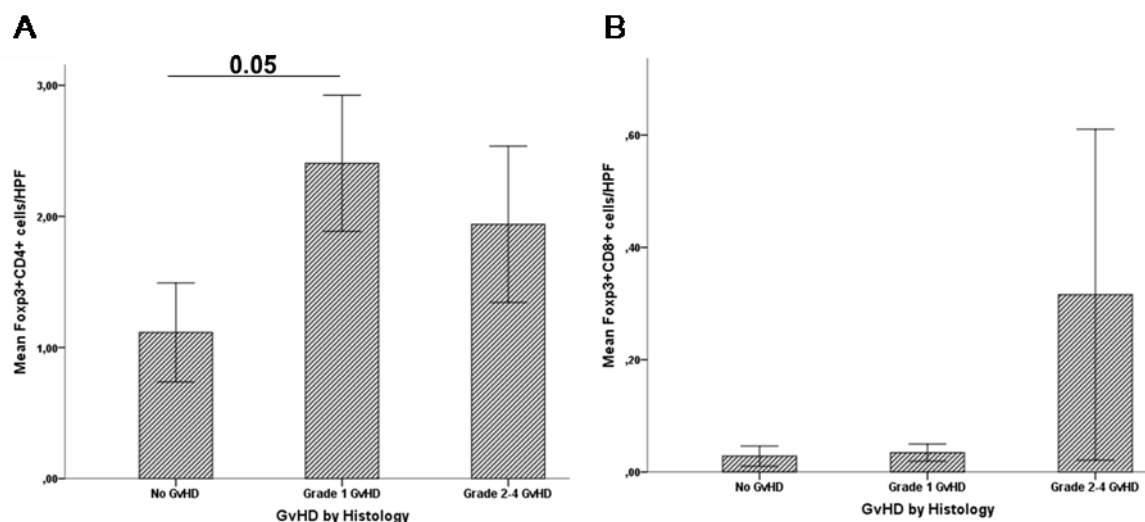 A
0.05
Mean Foxp3+CD4+ cells/HPF
3,00
2,00
1,00
,00
No GvHD
Grade 1 GvHD
Grade 2-4 GvHD
GvHD by Histology
B
Mean Foxp3+CD8+ cells/HPF
,60
,40
,20
,00
No GvHD
Grade 1 GvHD
Grade 2-4 GvHD
GvHD by Histology